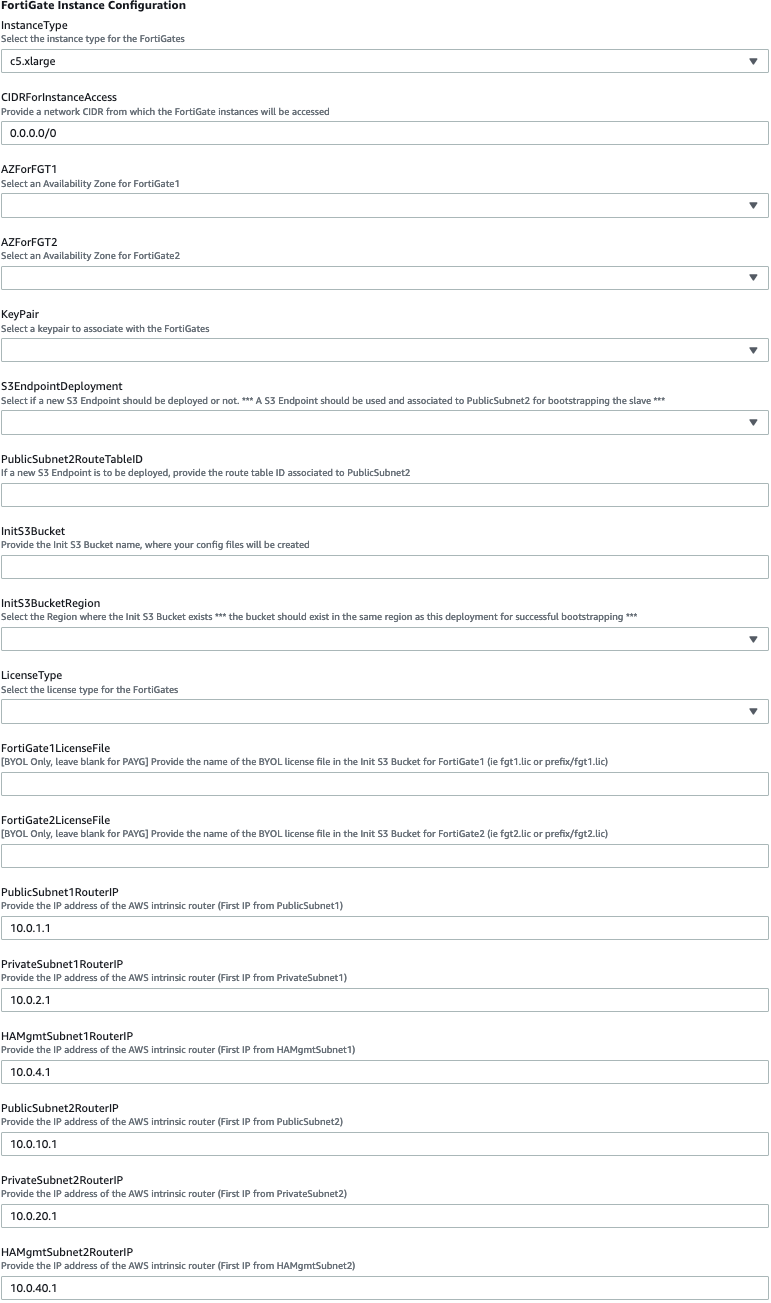 FortiGate Instance Configuration
InstanceType
Select the instance type for the FortiGates
c5.xlarge
CIDRForInstanceAccess
Provide a network CIDR from which the FortiGate instances will be accessed
0.0.0.0/0
AZForFGT1
Select an Availability Zone for FortiGate1
AZForFGT2
Select an Availability Zone for FortiGate2
KeyPair
Select a keypair to associate with the FortiGates
S3EndpointDeployment
Select if a new S3 Endpoint should be deployed or not. *** A S3 Endpoint should be used and associated to PublicSubnet2 for bootstrapping the slave ***
PublicSubnet2RouteTableID
If a new S3 Endpoint is to be deployed, provide the route table ID associated to PublicSubnet2
InitS3Bucket
Provide the Init S3 Bucket name, where your config files will be created
InitS3BucketRegion
Select the Region where the Init S3 Bucket exists *** the bucket should exist in the same region as this deployment for successful bootstrapping ***
LicenseType
Select the license type for the FortiGates
FortiGate1LicenseFile
[BYOL Only, leave blank for PAYG] Provide the name of the BYOL license file in the Init S3 Bucket for FortiGate1 (ie fgt1.lic or prefix/fgt1.lic)
FortiGate2LicenseFile
[BYOL Only, leave blank for PAYG] Provide the name of the BYOL license file in the Init S3 Bucket for FortiGate2 (ie fgt2.lic or prefix/fgt2.lic)
PublicSubnet1RouterIP
Provide the IP address of the AWS intrinsic router (First IP from PublicSubnet1)
10.0.1.1
PrivateSubnet1RouterIP
Provide the IP address of the AWS intrinsic router (First IP from PrivateSubnet1)
10.0.2.1
HAMgmtSubnet1RouterIP
Provide the IP address of the AWS intrinsic router (First IP from HAMgmtSubnet1)
10.0.4.1
PublicSubnet2RouterIP
Provide the IP address of the AWS intrinsic router (First IP from PublicSubnet2)
10.0.10.1
PrivateSubnet2RouterIP
Provide the IP address of the AWS intrinsic router (First IP from PrivateSubnet2)
10.0.20.1
HAMgmtSubnet2RouterIP
Provide the IP address of the AWS intrinsic router (First IP from HAMgmtSubnet2)
10.0.40.1